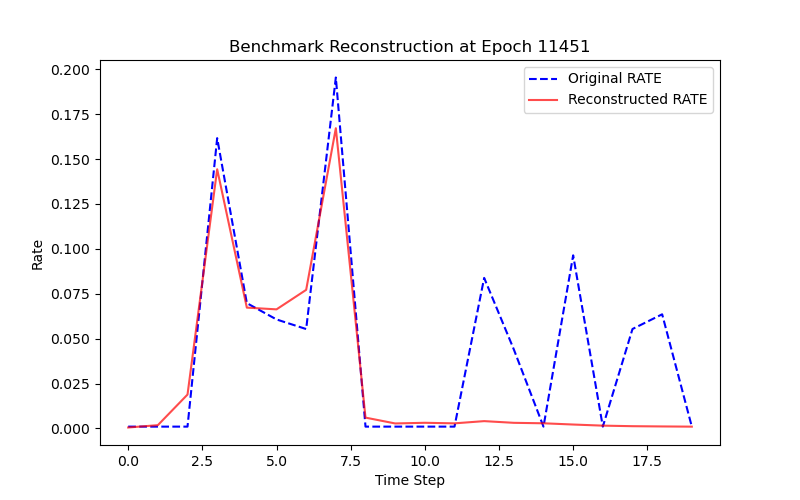 Benchmark Reconstruction at Epoch 11451
Original RATE
Reconstructed RATE
0.200
0.175
0.150
0.125
0.100
0.075
0.050
0.025
0.000
Rate
0.0 2.5 5.0 7.5 10.0 12.5 15.0 17.5
Time Step